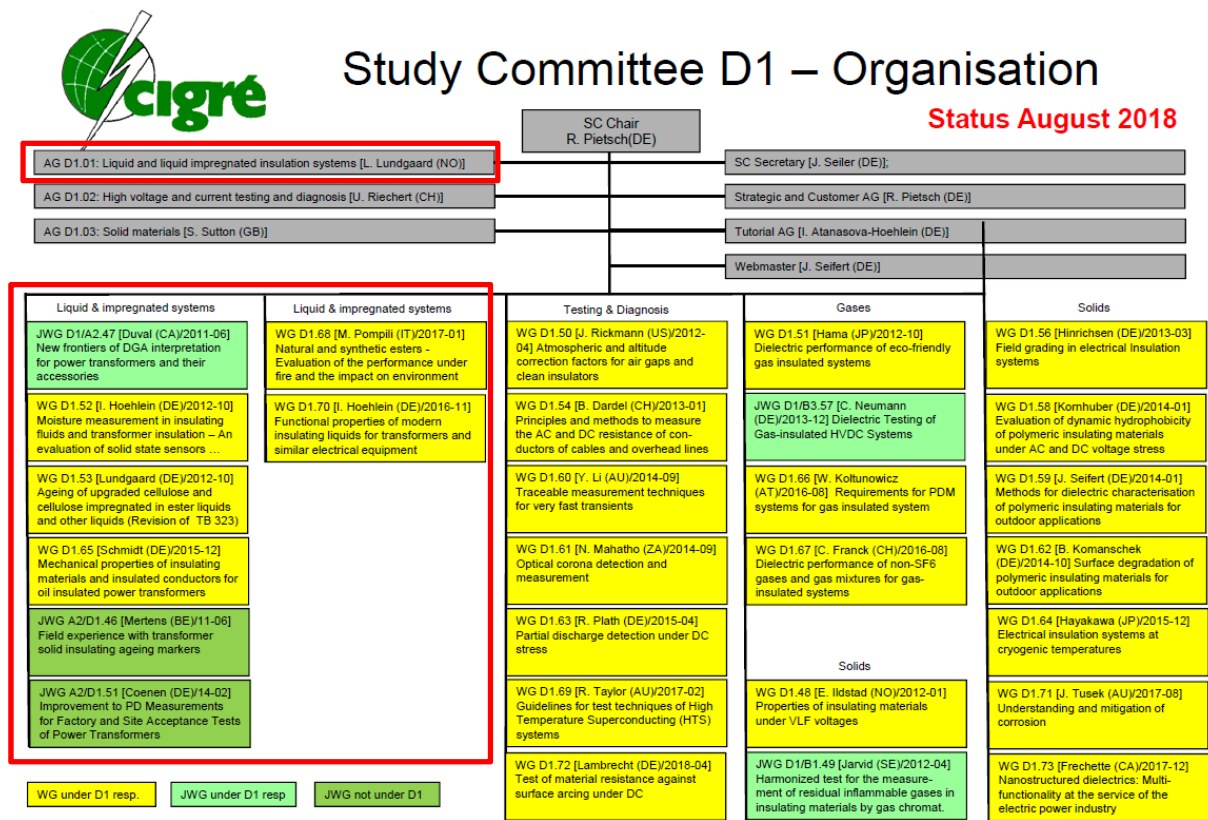 cigré
Study Committee D1 – Organisation
Status August 2018
SC Chair
R. Pietsch(DE)
AG D1.01: Liquid and liquid impregnated insulation systems [L. Lundgaard (NO)]
SC Secretary [J. Seiler (DE)];
AG D1.02: High voltage and current testing and diagnosis [U. Riechert (CH)]
Strategic and Customer AG [R. Pietsch (DE)]
AG D1.03: Solid materials [S. Sutton (GB)]
Tutorial AG [I. Atanasova-Hoehlein (DE)]
Webmaster [J. Seifert (DE)]
Liquid & impregnated systems
JWG D1/A2.47 [Duval (CA)/2011-06]
New frontiers of DGA interpretation
for power transformers and their
accessories
WG D1.52 [I. Hoehlein (DE)/2012-10]
Moisture measurement in insulating
fluids and transformer insulation – An
evaluation of solid state sensors …
WG D1.53 [Lundgaard (DE)/2012-10]
Ageing of upgraded cellulose and
cellulose impregnated in ester liquids
and other liquids (Revision of TB 323)
WG D1.65 [Schmidt (DE)/2015-12]
Mechanical properties of insulating
materials and insulated conductors for
oil insulated power transformers
JWG A2/D1.46 [Mertens (BE)/11-06]
Field experience with transformer
solid insulating ageing markers
JWG A2/D1.51 [Coenen (DE)/14-02]
Improvement to PD Measurements
for Factory and Site Acceptance Tests
of Power Transformers
Liquid & impregnated systems
WG D1.68 [M. Pompili (IT)/2017-01]
Natural and synthetic esters -
Evaluation of the performance under
fire and the impact on environment
WG D1.70 [I. Hoehlein (DE)/2016-11]
Functional properties of modern
insulating liquids for transformers and
similar electrical equipment
Testing & Diagnosis
WG D1.50 [J. Rickmann (US)/2012-
04] Atmospheric and altitude
correction factors for air gaps and
clean insulators
WG D1.54 [B. Dardel (CH)/2013-01]
Principles and methods to measure
the AC and DC resistance of con-
ductors of cables and overhead lines
WG D1.60 [Y. Li (AU)/2014-09]
Traceable measurement techniques
for very fast transients
WG D1.61 [N. Mahatho (ZA)/2014-09]
Optical corona detection and
measurement
WG D1.63 [R. Plath (DE)/2015-04]
Partial discharge detection under DC
stress
WG D1.69 [R. Taylor (AU)/2017-02]
Guidelines for test techniques of High
Temperature Superconducting (HTS)
systems
WG D1.72 [Lambrecht (DE)/2018-04]
Test of material resistance against
surface arcing under DC
Gases
WG D1.51 [Hama (JP)/2012-10]
Dielectric performance of eco-friendly
gas insulated systems
JWG D1/B3.57 [C. Neumann
(DE)/2013-12] Dielectric Testing of
Gas-insulated HVDC Systems
WG D1.66 [W. Koltunowicz
(AT)/2016-08] Requirements for PDM
systems for gas insulated system
WG D1.67 [C. Franck (CH)/2016-08]
Dielectric performance of non-SF6
gases and gas mixtures for gas-
insulated systems
Solids
WG D1.48 [E. Ildstad (NO)/2012-01]
Properties of insulating materials
under VLF voltages
JWG D1/B1.49 [Jarvid (SE)/2012-04]
Harmonized test for the measure-
ment of residual inflammable gases in
insulating materials by gas chromat.
Solids
WG D1.56 [Hinrichsen (DE)/2013-03]
Field grading in electrical Insulation
systems
WG D1.58 [Kornhuber (DE)/2014-01]
Evaluation of dynamic hydrophobicity
of polymeric insulating materials
under AC and DC voltage stress
WG D1.59 [J. Seifert (DE)/2014-01]
Methods for dielectric characterisation
of polymeric insulating materials for
outdoor applications
WG D1.62 [B. Komanschek
(DE)/2014-10] Surface degradation of
polymeric insulating materials for
outdoor applications
WG D1.64 [Hayakawa (JP)/2015-12]
Electrical insulation systems at
cryogenic temperatures
WG D1.71 [J. Tusek (AU)/2017-08]
Understanding and mitigation of
corrosion
WG D1.73 [Frechette (CA)/2017-12]
Nanostructured dielectrics: Multi-
functionality at the service of the
electric power industry
WG under D1 resp.
JWG under D1 resp
JWG not under D1